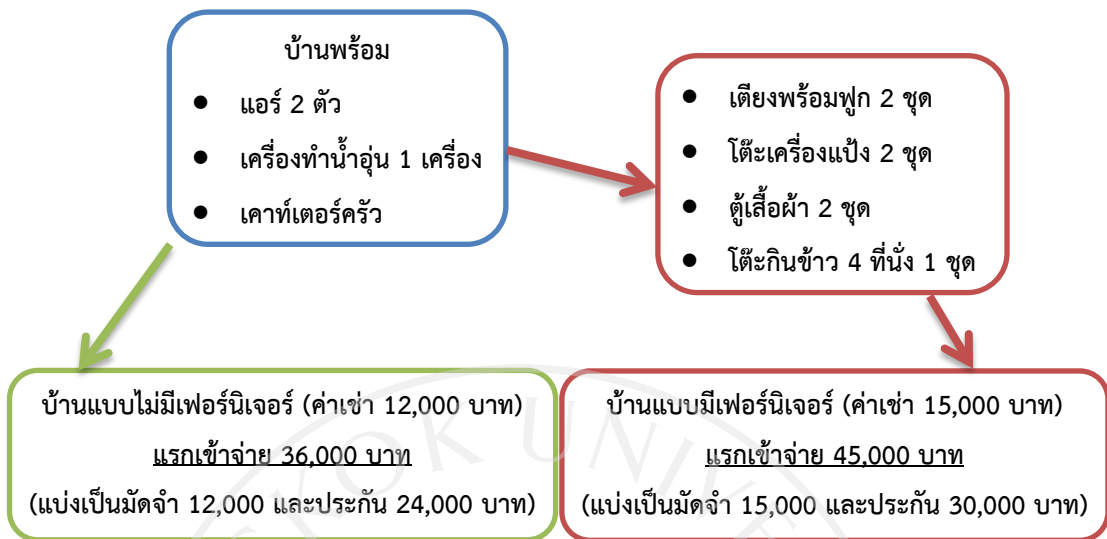 บ้านพร้อม
● แอร์ 2 ตัว
● เครื่องทำน้ำอุ่น 1 เครื่อง
● เคาท์เตอร์ครัว
● เตียงพร้อมฟูก 2 ชุด
● โต๊ะเครื่องแป้ง 2 ชุด
● ตู้เสื้อผ้า 2 ชุด
● โต๊ะกินข้าว 4 ที่นั่ง 1 ชุด
บ้านแบบไม่มีเฟอร์นิเจอร์ (ค่าเช่า 12,000 บาท)
แรกเข้าจ่าย 36,000 บาท
(แบ่งเป็นมัดจำ 12,000 และประกัน 24,000 บาท)
บ้านแบบมีเฟอร์นิเจอร์ (ค่าเช่า 15,000 บาท)
แรกเข้าจ่าย 45,000 บาท
(แบ่งเป็นมัดจำ 15,000 และประกัน 30,000 บาท)